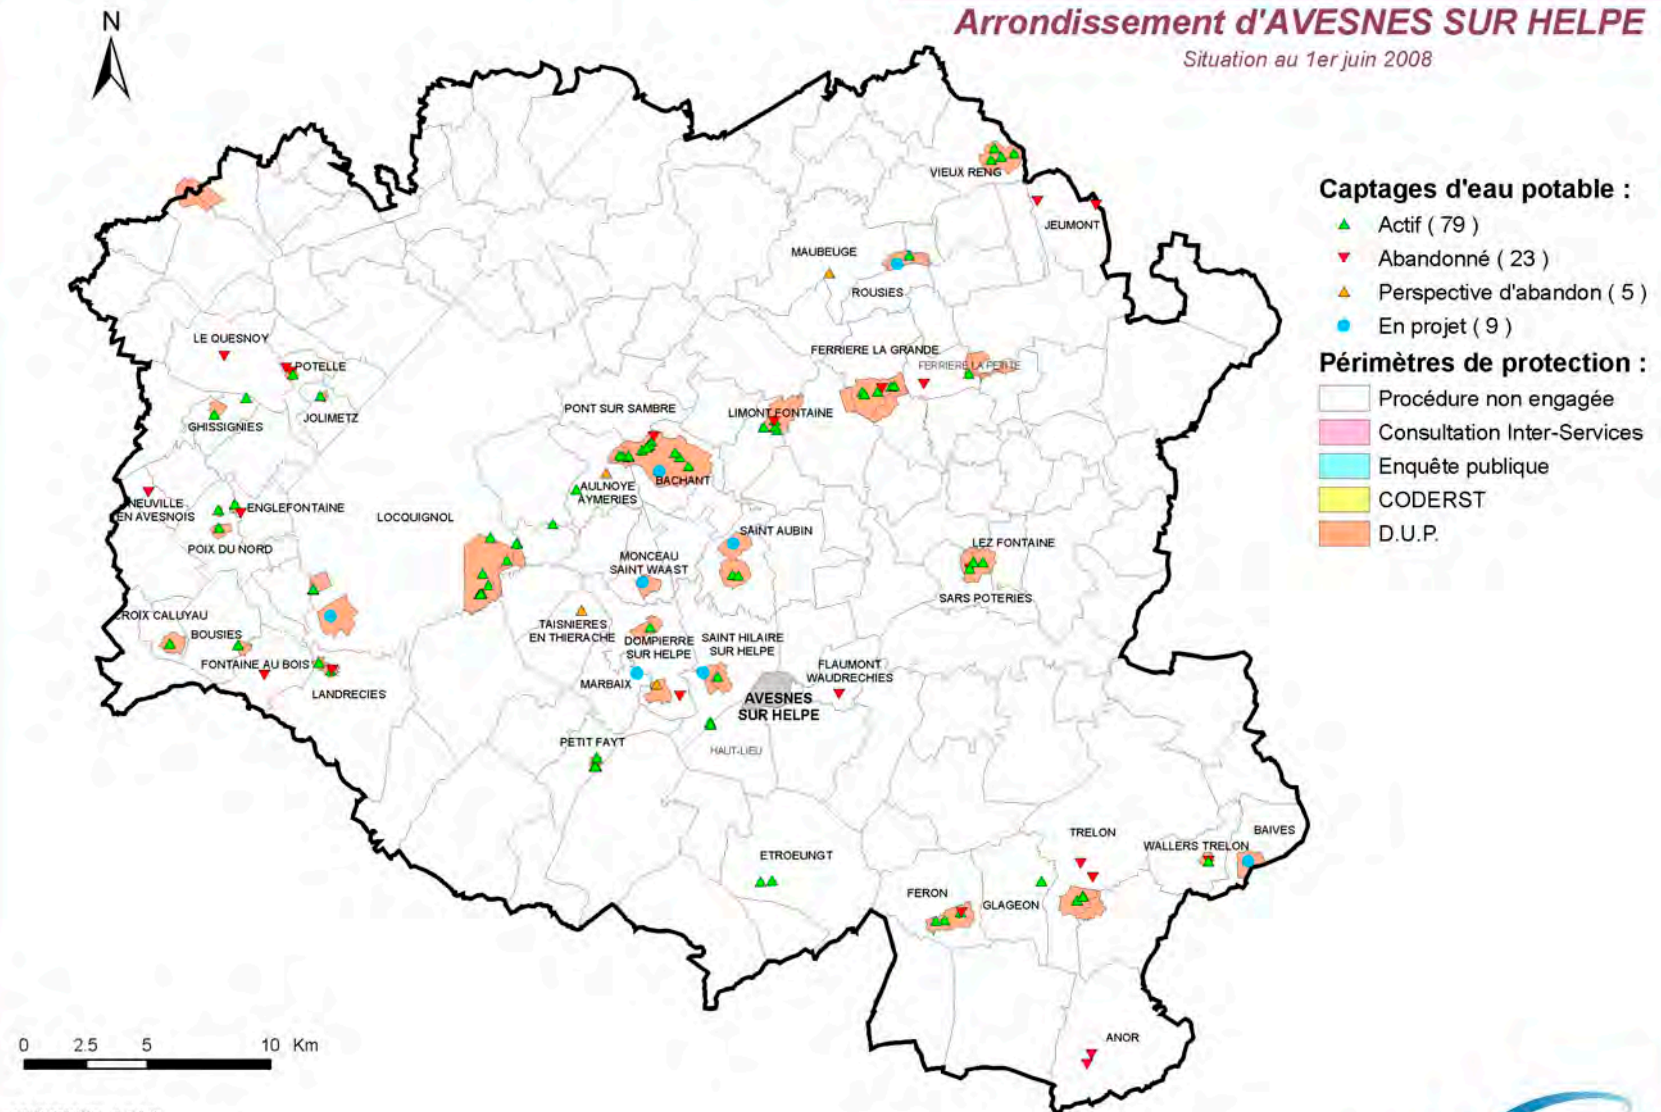 Arrondissement d'AVESNES SUR HELPE
Situation au 1er juin 2008
N
VIEUX RENG
JEUMONT
MAUBEUGE
ROUSIES
LE QUESNOY
POTELLE
JOLIMETZ
GHISSIGNIES
FERRIERE LA GRANDE
FERRIERE LA PETITE
PONT SUR SAMBRE
LIMONT FONTAINE
BACHANT
AULNOYE
AYMERIES
NEUVILLE
EN AVESNOIS
ENGLEFONTAINE
POIX DU NORD
LOCQUIGNOL
SAINT AUBIN
MONCEAU
SAINT WAAST
LEZ FONTAINE
SARS POTERIES
CROIX CALUYAU
BOUSIES
FONTAINE AU BOIS
LANDRECIES
TAISNIERES
EN THIERACHE
DOMPIERRE
SUR HELPE
SAINT HILAIRE
SUR HELPE
MARBAIX
AVESNES
SUR HELPE
FLAUMONT
WAUDRECHIES
PETIT FAYT
HAUT-LIEU
ETROEUNGT
FERON
GLAGEON
TRELON
WALLERS TRELON
BAIVES
ANOR
Captages d'eau potable :
Actif ( 79 )
Abandonné ( 23 )
Perspective d'abandon ( 5 )
En projet ( 9 )
Périmètres de protection :
Procédure non engagée
Consultation Inter-Services
Enquête publique
CODERST
D.U.P.
0 2.5 5 10 Km